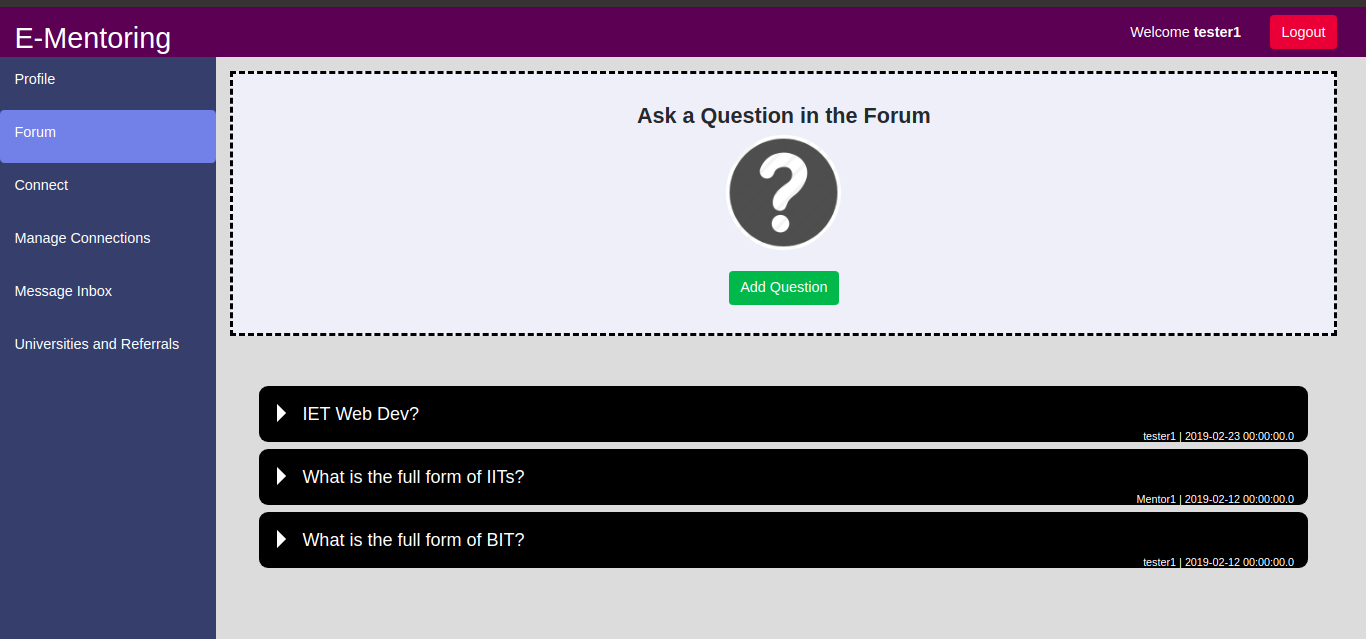 E-Mentoring
Welcome tester1
Logout
Profile
Forum
Connect
Manage Connections
Message Inbox
Universities and Referrals
Ask a Question in the Forum
?
Add Question
IET Web Dev?
tester1 | 2019-02-23 00:00:00.0
What is the full form of IITs?
Mentor1 | 2019-02-12 00:00:00.0
What is the full form of BIT?
tester1 | 2019-02-12 00:00:00.0